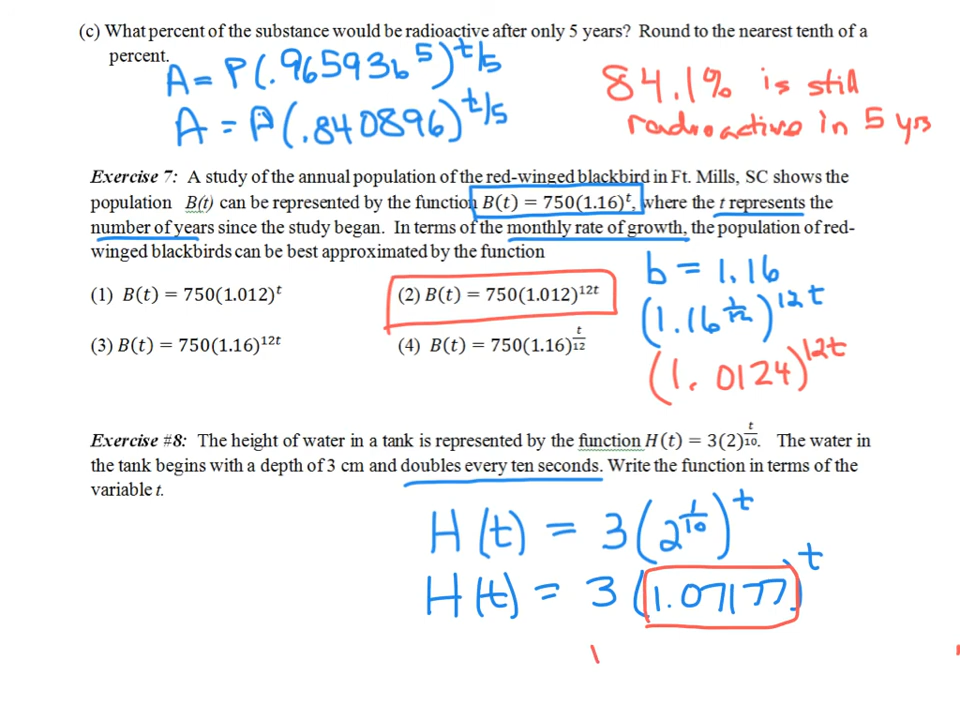 (c) What percent of the substance would be radioactive after only 5 years? Round to the nearest tenth of a
percent.
A = P(.9659365)^t/5
A = P(.840896)^t/5
84.1% is still
radioactive in 5 yrs
Exercise 7: A study of the annual population of the red-winged blackbird in Ft. Mills, SC shows the
population B(t) can be represented by the function B(t) = 750(1.16)^t, where the t represents the
number of years since the study began. In terms of the monthly rate of growth, the population of red-
winged blackbirds can be best approximated by the function
(1) B(t) = 750(1.012)^t (2) B(t) = 750(1.012)^12t
(3) B(t) = 750(1.16)^12t (4) B(t) = 750(1.16)^t/12
b = 1.16
(1.16^1/12)^12t
(1.0124)^12t
Exercise #8: The height of water in a tank is represented by the function H(t) = 3(2)^t/10. The water in
the tank begins with a depth of 3 cm and doubles every ten seconds. Write the function in terms of the
variable t.
H(t) = 3(2^1/10)^t
H(t) = 3(1.07177)^t